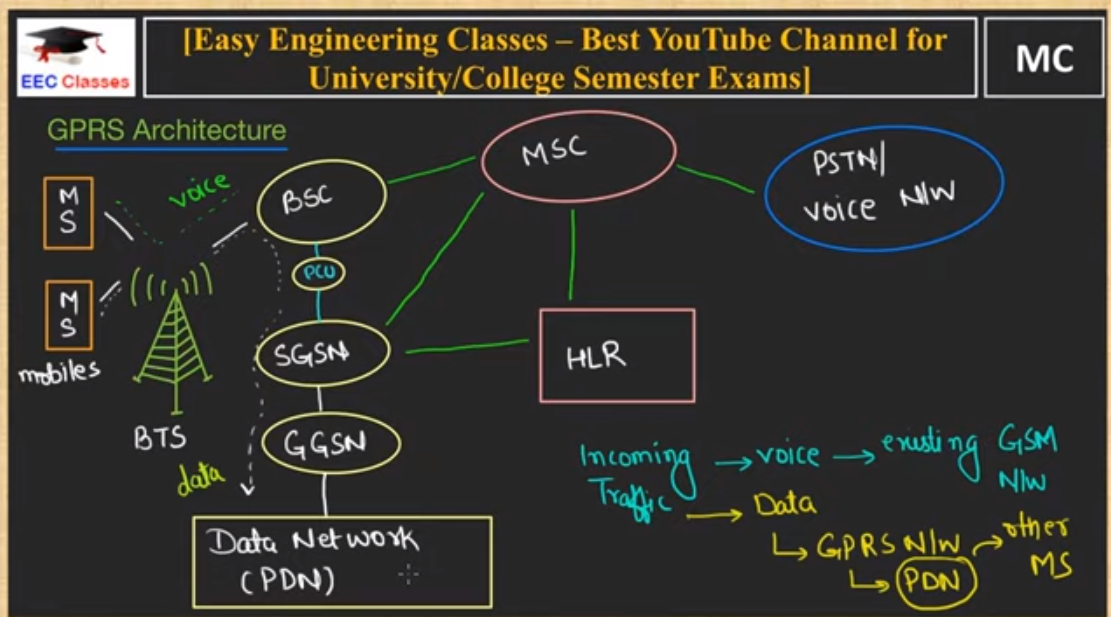 EEC Classes
[Easy Engineering Classes – Best YouTube Channel for
University/College Semester Exams]
MC
GPRS Architecture
M
S
voice
BSC
MSC
PSTN/
voice N/W
PCU
M
S
mobiles
BTS
SGSN
HLR
GGSN
data
Data Network
(PDN)
Incoming → voice → existing GSM
Traffic N/W
→ Data
↳ GPRS N/W → other
MS
↳ PDN